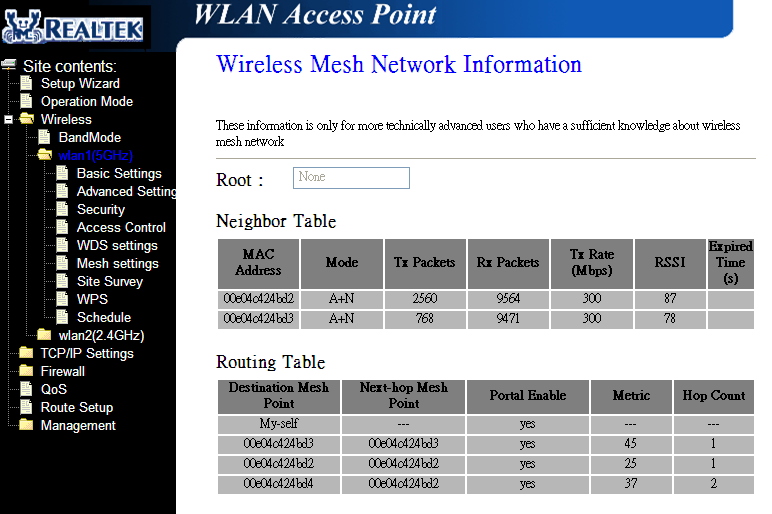 REALTEK
WLAN Access Point
Site contents:
Setup Wizard
Operation Mode
Wireless
BandMode
wlan1(5GHz)
Basic Settings
Advanced Setting
Security
Access Control
WDS settings
Mesh settings
Site Survey
WPS
Schedule
wlan2(2.4GHz)
TCP/IP Settings
Firewall
QoS
Route Setup
Management
Wireless Mesh Network Information
These information is only for more technically advanced users who have a sufficient knowledge about wireless
mesh network
Root : None
Neighbor Table
MAC Address Mode Tx Packets Rx Packets Tx Rate (Mbps) RSSI Expired Time (s)
00e04c424bd2 A+N 2560 9564 300 87
00e04c424bd3 A+N 768 9471 300 78
Routing Table
Destination Mesh Point Next-hop Mesh Point Portal Enable Metric Hop Count
My-self --- yes --- ---
00e04c424bd3 00e04c424bd3 yes 45 1
00e04c424bd2 00e04c424bd2 yes 25 1
00e04c424bd4 00e04c424bd2 yes 37 2